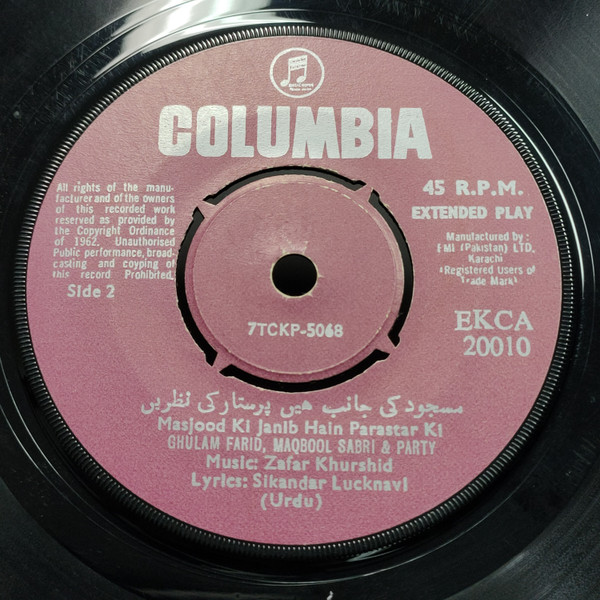 COLUMBIA
All rights of the manu-
facturer and of the owners
of this recorded work
reserved as provided by
the Copyright Ordinance
of 1962. Unauthorised
Public performance, broad-
casting and coyping of
this record Prohibited.
Side 2
45 R.P.M.
EXTENDED PLAY
Manufactured by:
EMI (Pakistan) LTD.
Karachi
(Registered Users of
Trade Mark)
EKCA
20010
7TCKP-5068
مسجود کی جانب ھیں پرستار کی نظریں
Masjood Ki Janib Hain Parastar Ki
GHULAM FARID, MAQBOOL SABRI & PARTY
Music: Zafar Khurshid
Lyrics: Sikandar Lucknavi
(Urdu)